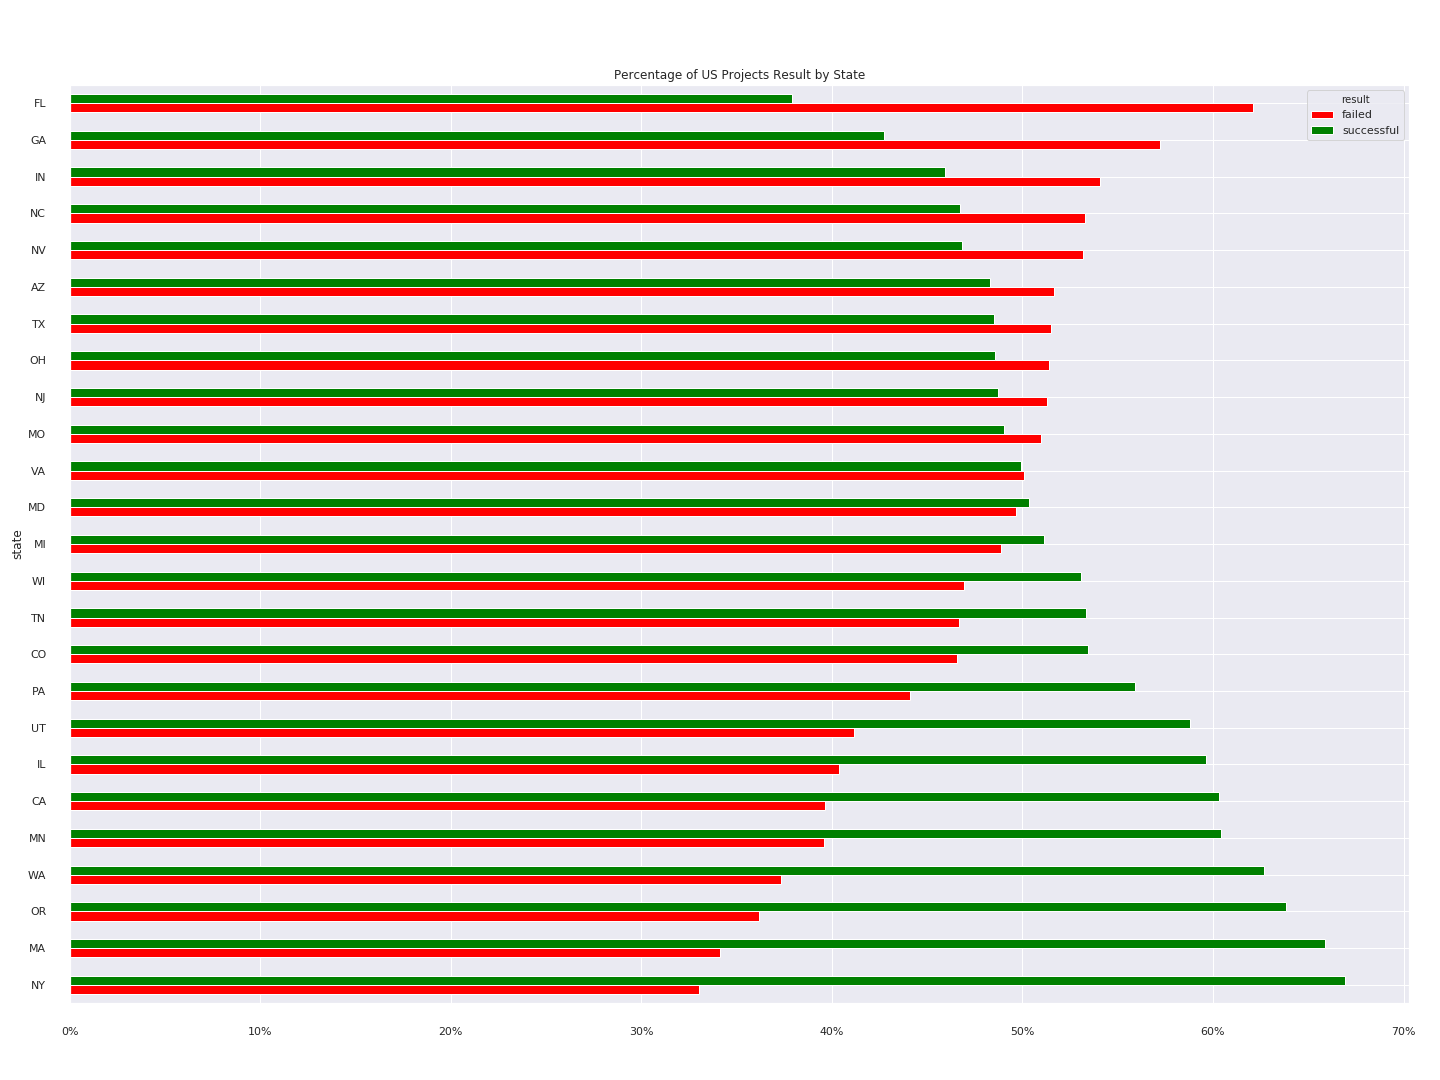 Percentage of US Projects Result by State
result
failed
successful
state
FL
GA
IN
NC
NV
AZ
TX
OH
NJ
MO
VA
MD
MI
WI
TN
CO
PA
UT
IL
CA
MN
WA
OR
MA
NY
0% 10% 20% 30% 40% 50% 60% 70%